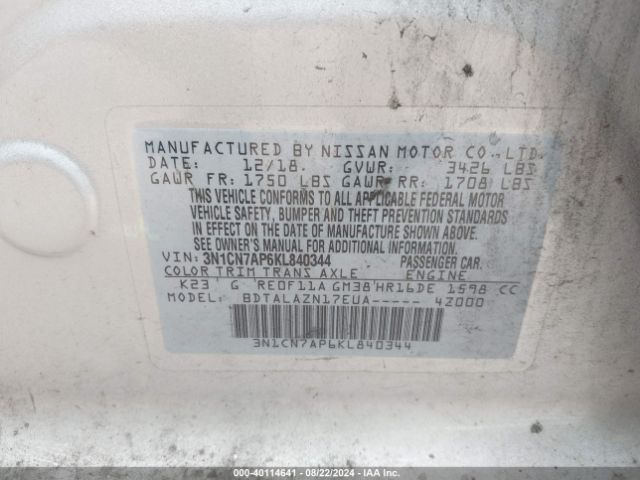 MANUFACTURED BY NISSAN MOTOR CO., LTD.
DATE: 12/18. GVWR: 3426 LBS
GAWR FR: 1750 LBS GAWR RR: 1708 LBS
THIS VEHICLE CONFORMS TO ALL APPLICABLE FEDERAL MOTOR
VEHICLE SAFETY, BUMPER AND THEFT PREVENTION STANDARDS
IN EFFECT ON THE DATE OF MANUFACTURE SHOWN ABOVE.
SEE OWNER'S MANUAL FOR ADDITIONAL INFORMATION
VIN: 3N1CN7AP6KL840344 PASSENGER CAR.
COLOR TRIM TRANS AXLE ENGINE
K23 G RE0F11A GM38 HR16DE 1598 CC
MODEL: BDTALAZN17EUA----- 4Z000
3N1CN7AP6KL840344
000-40114641 - 08/22/2024 - IAAI.COM